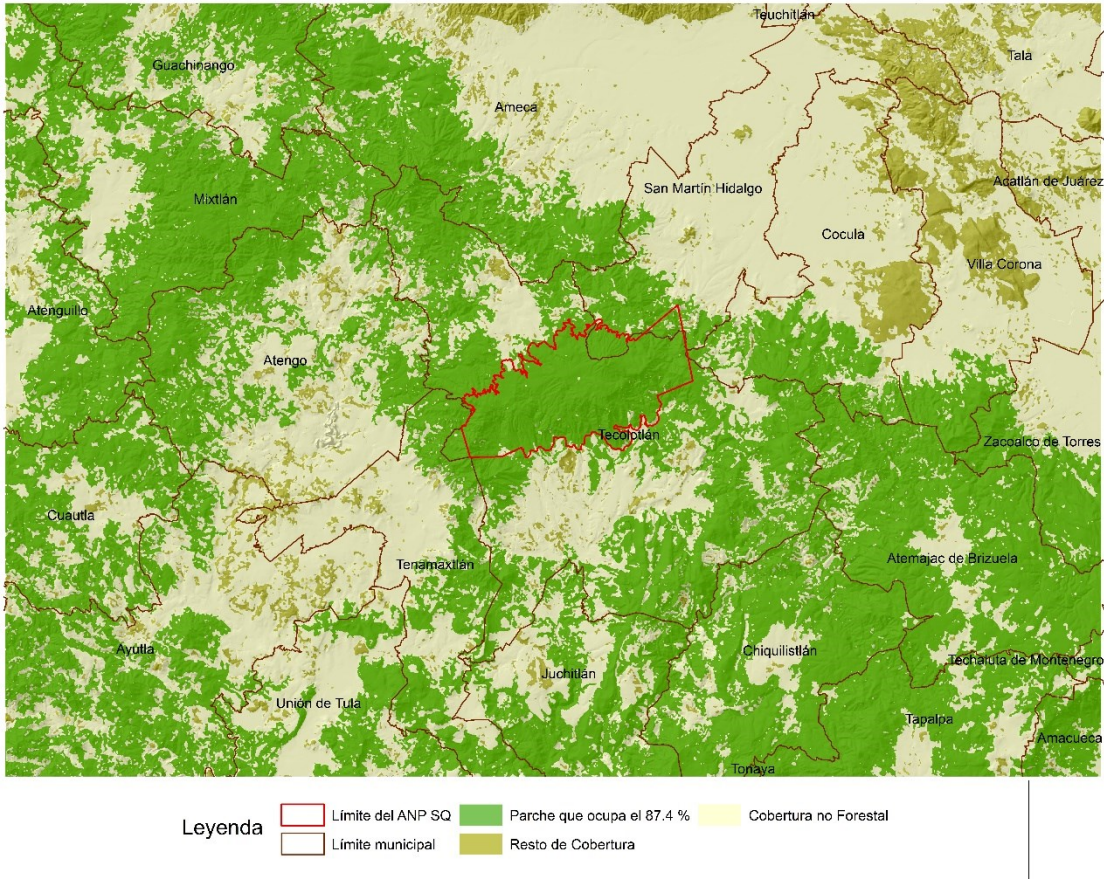 Teuchitlán
Guachinango
Tala
Ameca
San Martín Hidalgo
Acatlán de Juárez
Mixtlán
Cocula
Villa Corona
Atenguillo
Atengo
Tecolotlán
Zacoalco de Torres
Cuautla
Tenamaxtlán
Atemajac de Brizuela
Ayutla
Chiquilistlán
Techaluta de Montenegro
Juchitlán
Unión de Tula
Tapalpa
Amacueca
Tonaya
Leyenda
Límite del ANP SQ
Parche que ocupa el 87.4 %
Cobertura no Forestal
Límite municipal
Resto de Cobertura